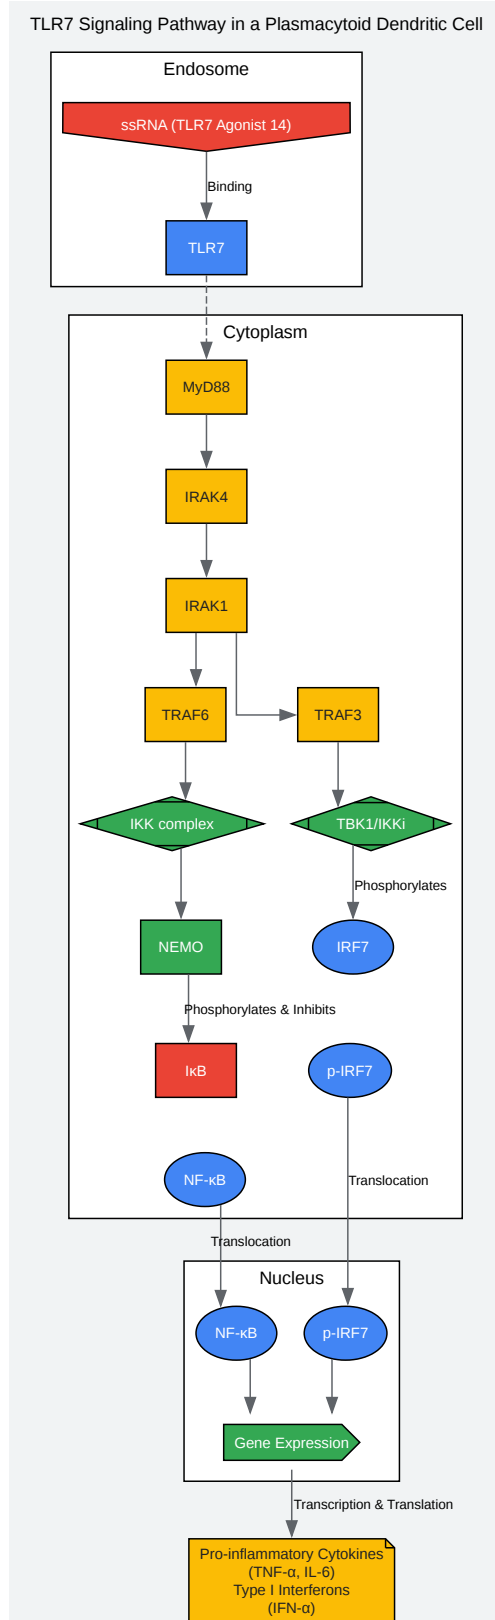 TLR7 Signaling Pathway in a Plasmacytoid Dendritic Cell
Endosome
ssRNA (TLR7 Agonist 14)
Binding
TLR7
Cytoplasm
MyD88
IRAK4
IRAK1
TRAF6
TRAF3
IKK complex
TBK1/IKKi
Phosphorylates
NEMO
IRF7
Phosphorylates & Inhibits
IκB
p-IRF7
NF-κB
Translocation
Translocation
Nucleus
NF-κB
p-IRF7
Gene Expression
Transcription & Translation
Pro-inflammatory Cytokines
(TNF-α, IL-6)
Type I Interferons
(IFN-α)